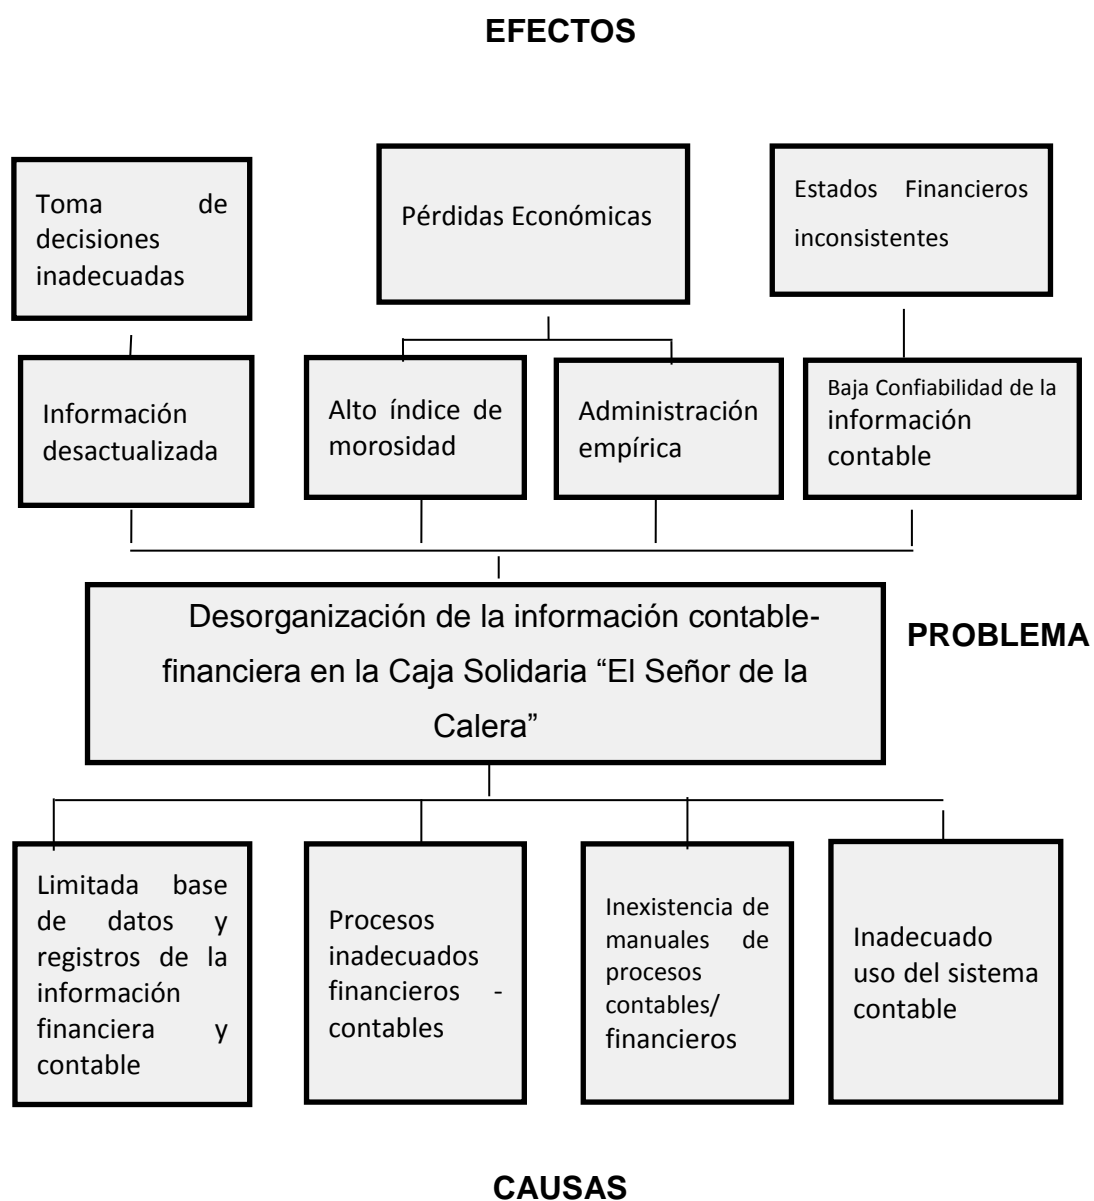 EFECTOS
Toma de
decisiones
inadecuadas
Pérdidas Económicas
Estados Financieros
inconsistentes
Información
desactualizada
Alto índice de
morosidad
Administración
empírica
Baja Confiabilidad de la
información
contable
Desorganización de la información contable-
financiera en la Caja Solidaria “El Señor de la
Calera”
PROBLEMA
Limitada base
de datos y
registros de la
información
financiera y
contable
Procesos
inadecuados
financieros -
contables
Inexistencia de
manuales de
procesos
contables/
financieros
Inadecuado
uso del sistema
contable
CAUSAS